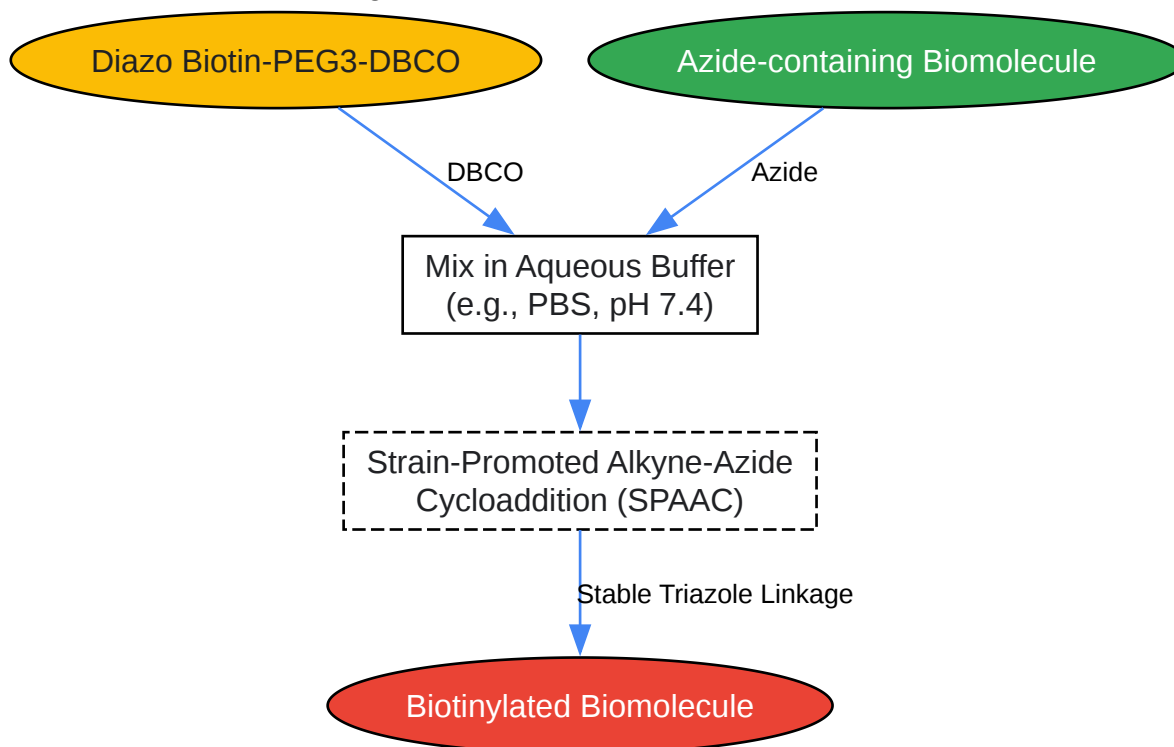 Diazo Biotin-PEG3-DBCO
Azide-containing Biomolecule
DBCO
Azide
Mix in Aqueous Buffer
(e.g., PBS, pH 7.4)
Strain-Promoted Alkyne-Azide
Cycloaddition (SPAAC)
Stable Triazole Linkage
Biotinylated Biomolecule